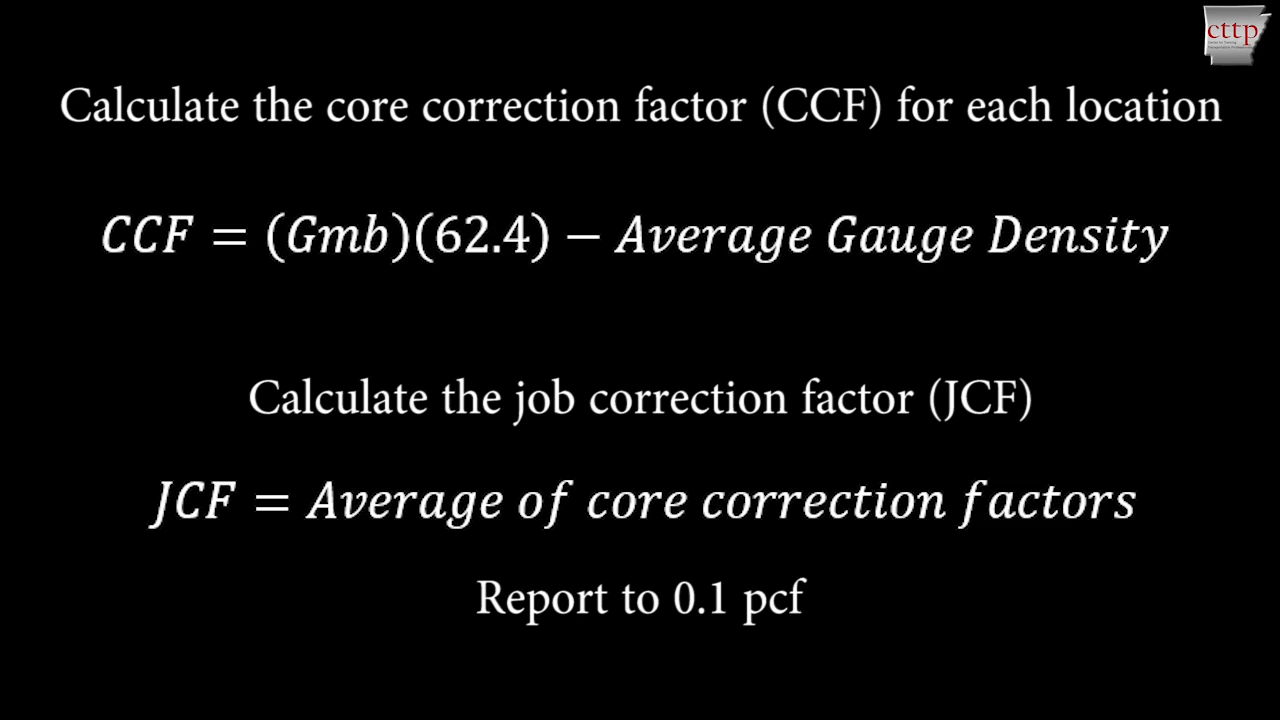 cttp
Calculate the core correction factor (CCF) for each location
CCF = (Gmb)(62.4) − Average Gauge Density
Calculate the job correction factor (JCF)
JCF = Average of core correction factors
Report to 0.1 pcf